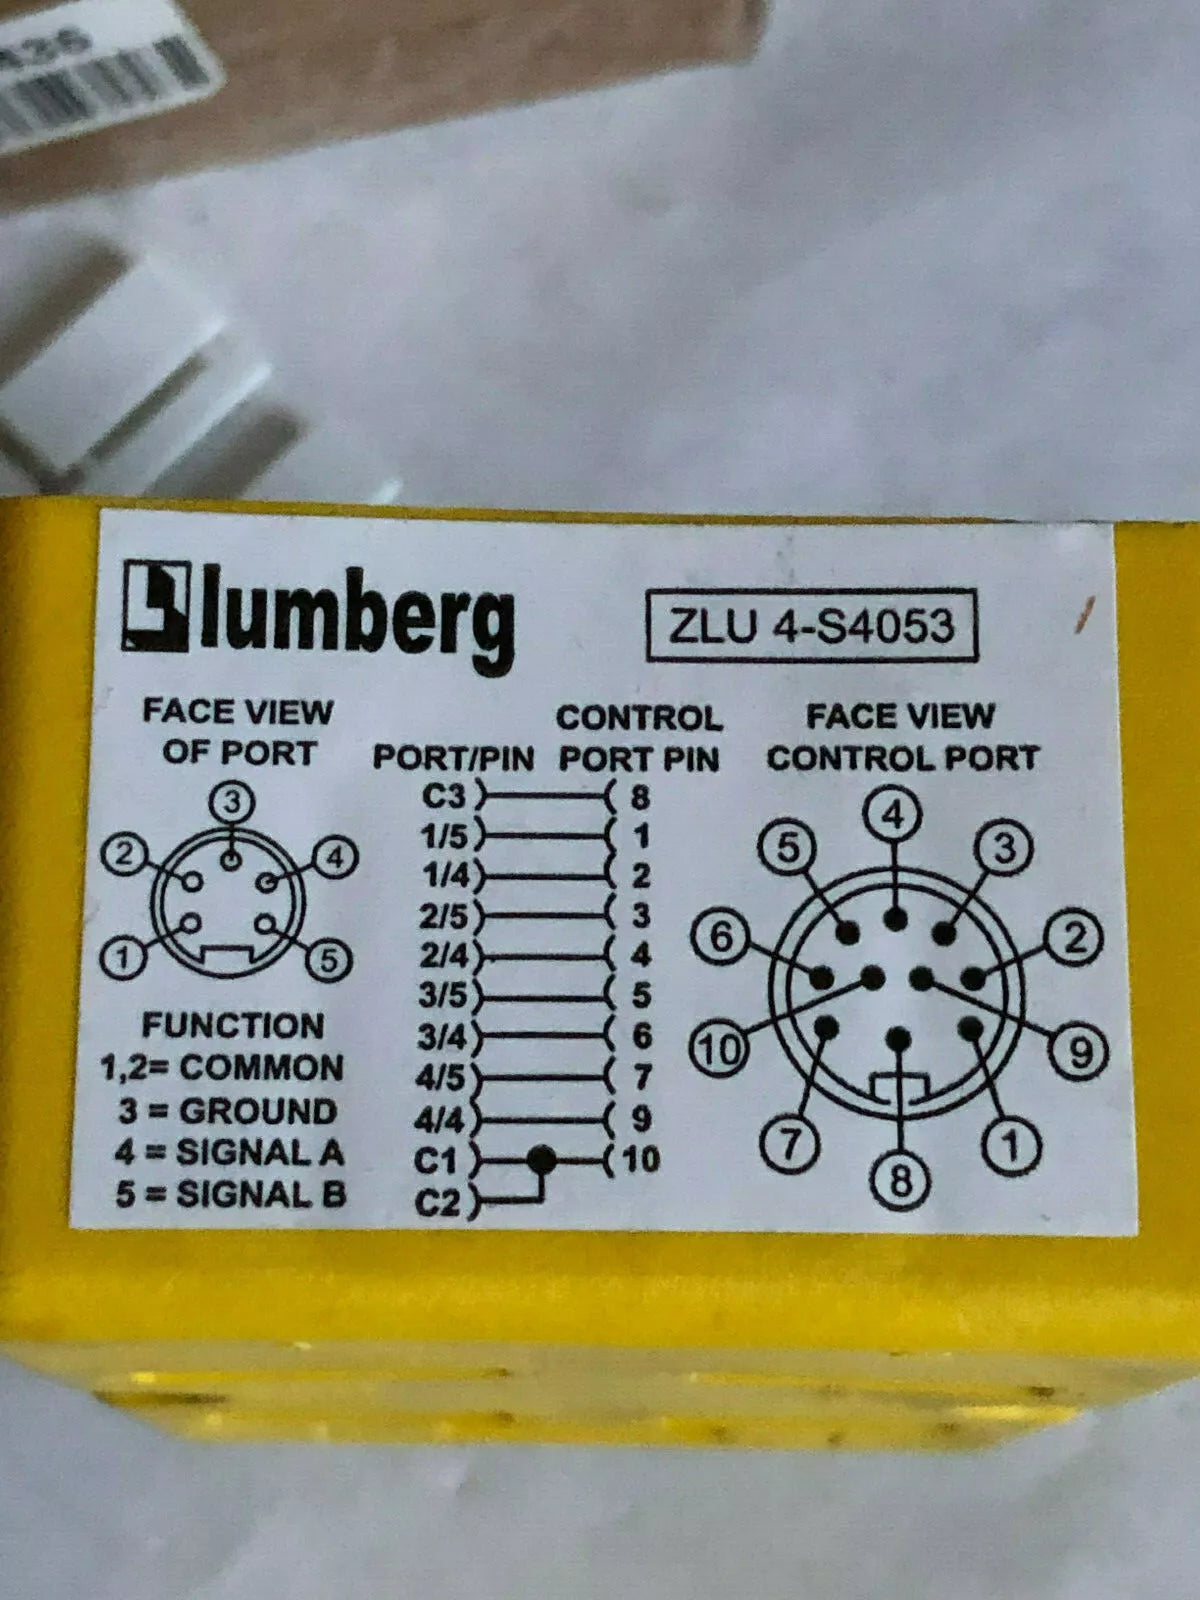 lumberg
ZLU 4-S4053
FACE VIEW
OF PORT
3
2
4
1
5
FUNCTION
1,2= COMMON
3 = GROUND
4 = SIGNAL A
5 = SIGNAL B
PORT/PIN CONTROL PORT PIN
C3 8
1/5 1
1/4 2
2/5 3
2/4 4
3/5 5
3/4 6
4/5 7
4/4 9
C1 10
C2
FACE VIEW
CONTROL PORT
4
5
3
6
2
10
9
7
1
8